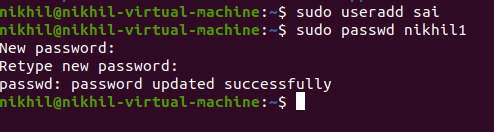 nikhil@nikhil-virtual-machine:~$ sudo useradd sai
nikhil@nikhil-virtual-machine:~$ sudo passwd nikhil1
New password:
Retype new password:
passwd: password updated successfully
nikhil@nikhil-virtual-machine:~$